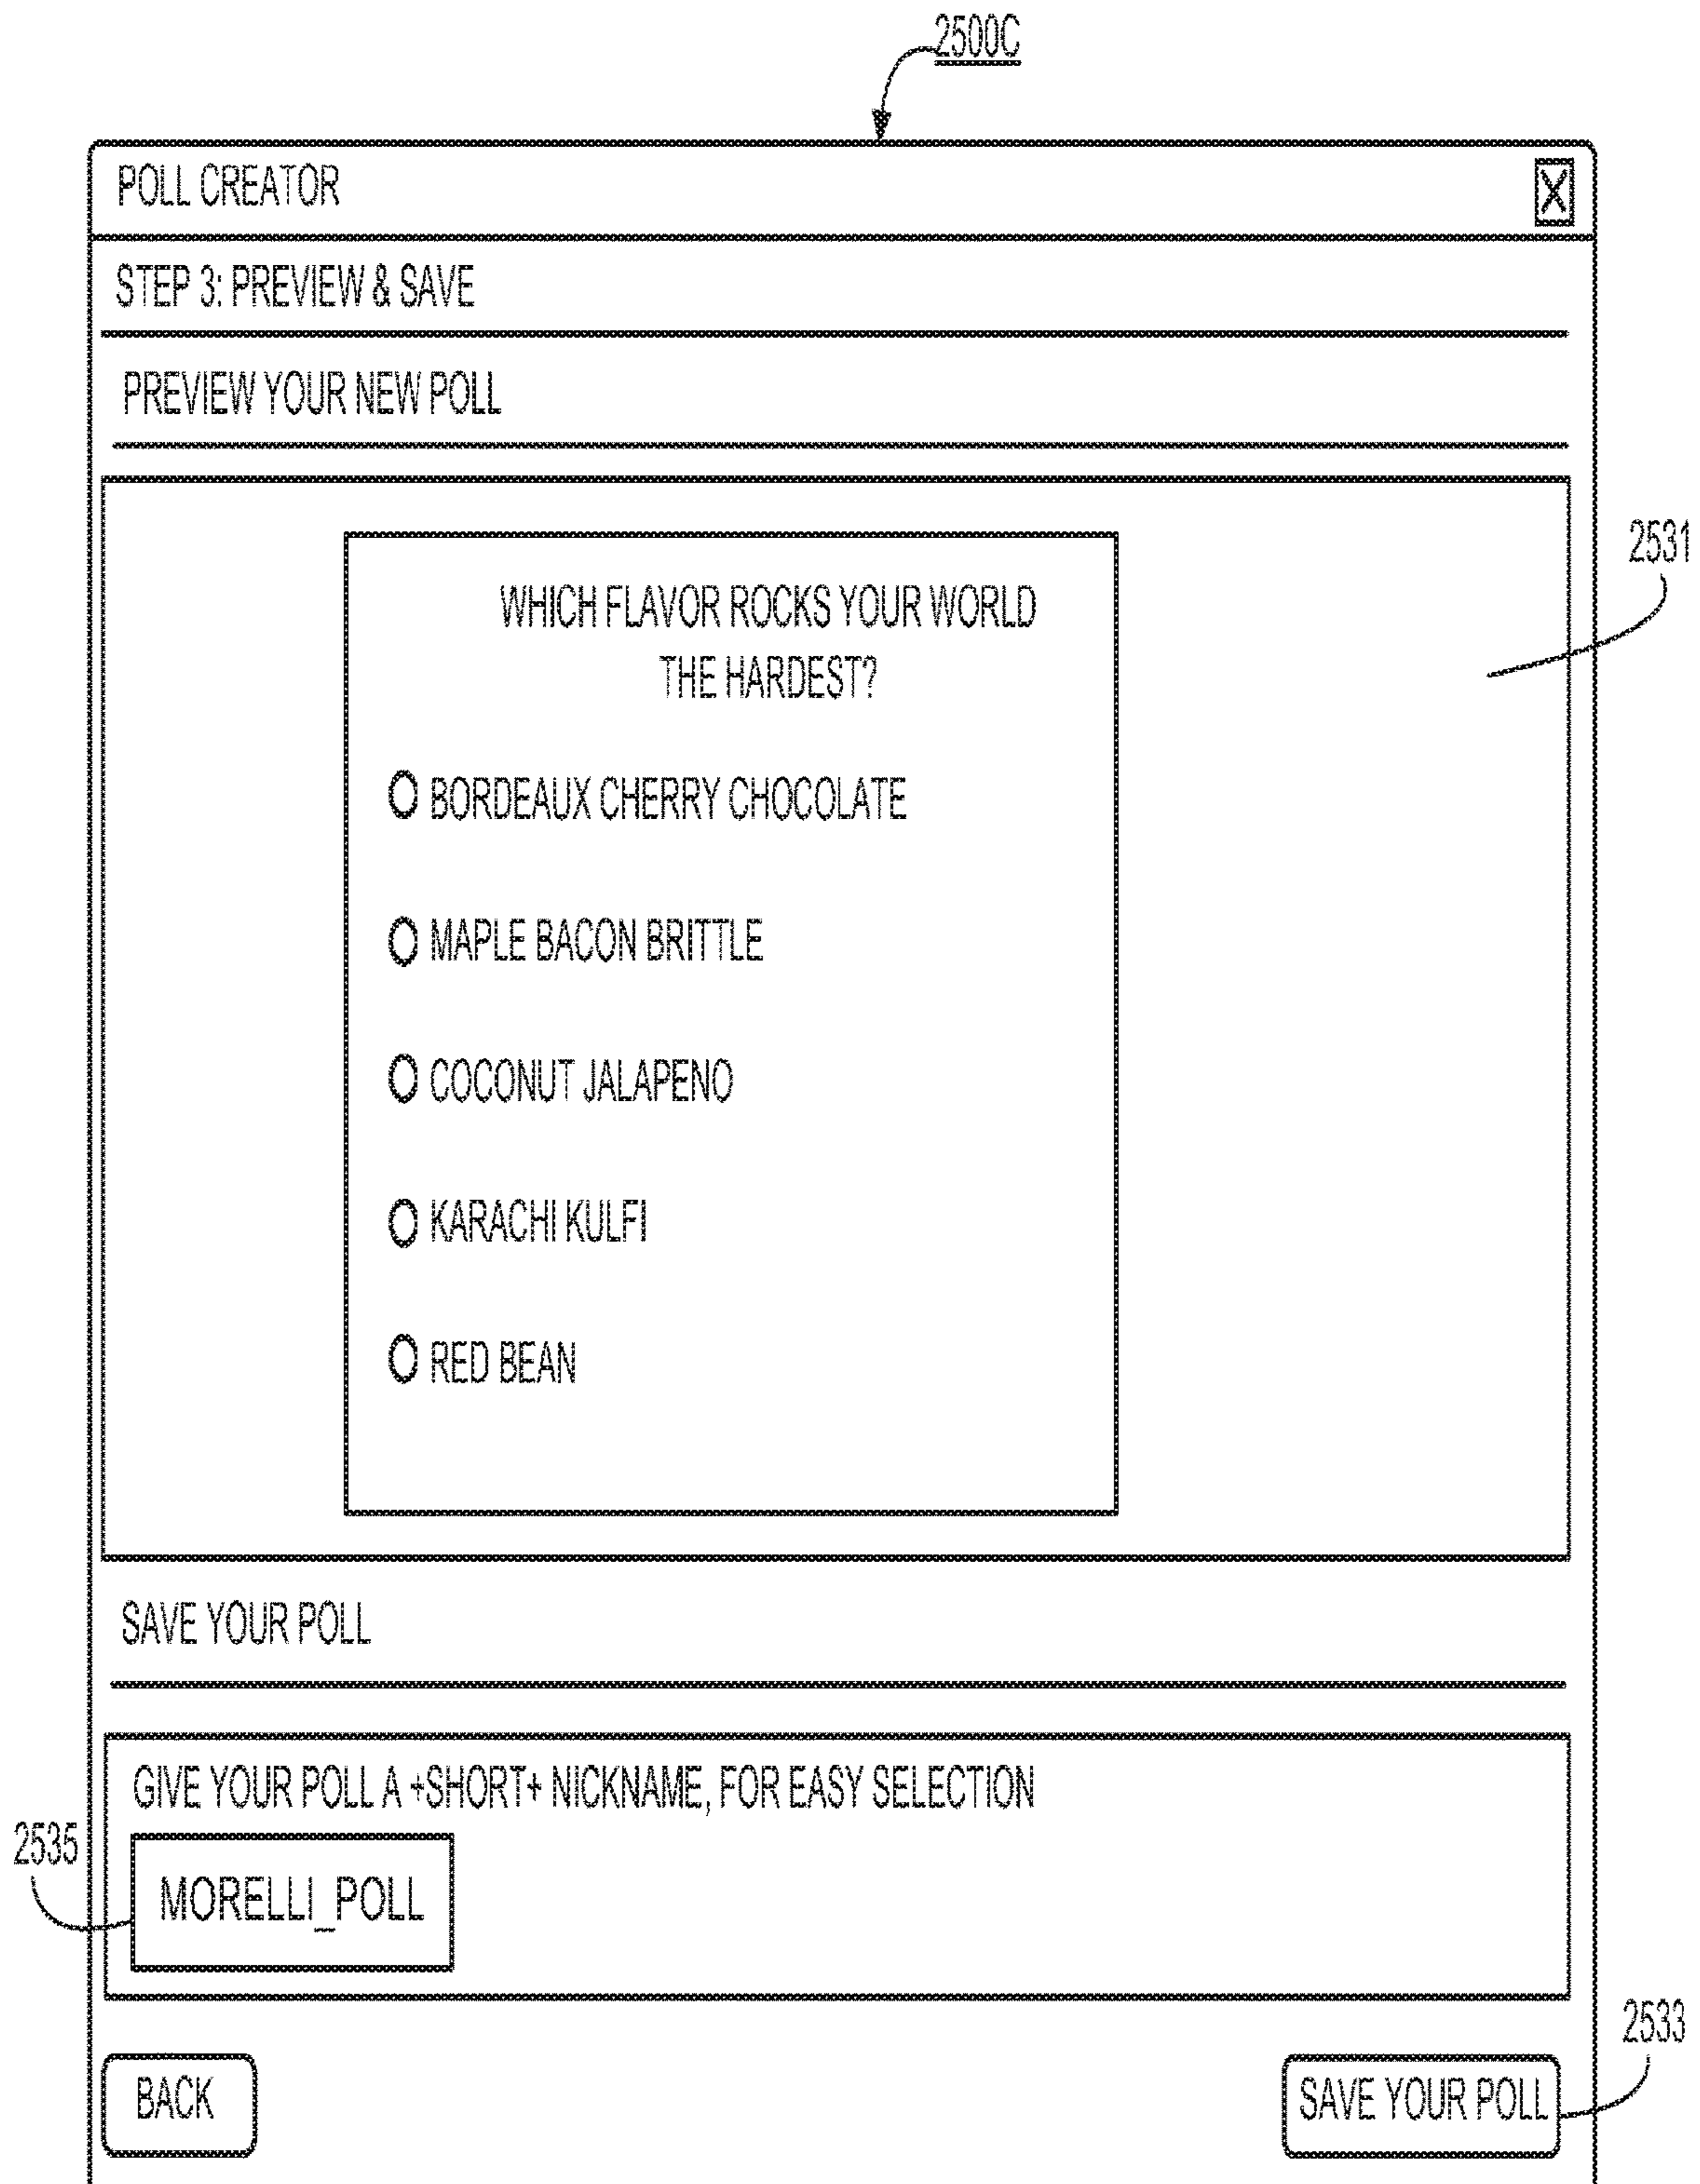 2500C
POLL CREATOR
X
STEP 3: PREVIEW & SAVE
PREVIEW YOUR NEW POLL
2531
WHICH FLAVOR ROCKS YOUR WORLD
THE HARDEST?
BORDEAUX CHERRY CHOCOLATE
MAPLE BACON BRITTLE
COCONUT JALAPENO
KARACHI KULFI
RED BEAN
SAVE YOUR POLL
GIVE YOUR POLL A +SHORT+ NICKNAME, FOR EASY SELECTION
2535
MORELLI_POLL
2533
BACK
SAVE YOUR POLL